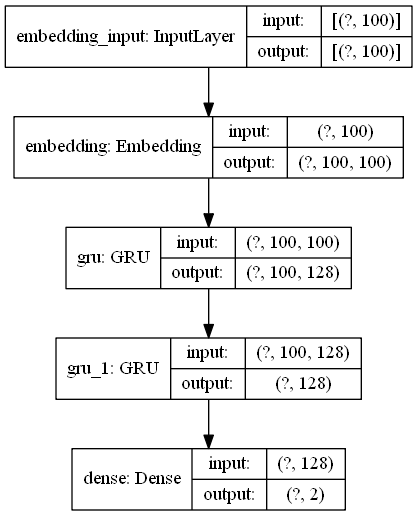 embedding_input: InputLayer
input:
[(?, 100)]
output:
[(?, 100)]
embedding: Embedding
input:
(?, 100)
output:
(?, 100, 100)
gru: GRU
input:
(?, 100, 100)
output:
(?, 100, 128)
gru_1: GRU
input:
(?, 100, 128)
output:
(?, 128)
dense: Dense
input:
(?, 128)
output:
(?, 2)